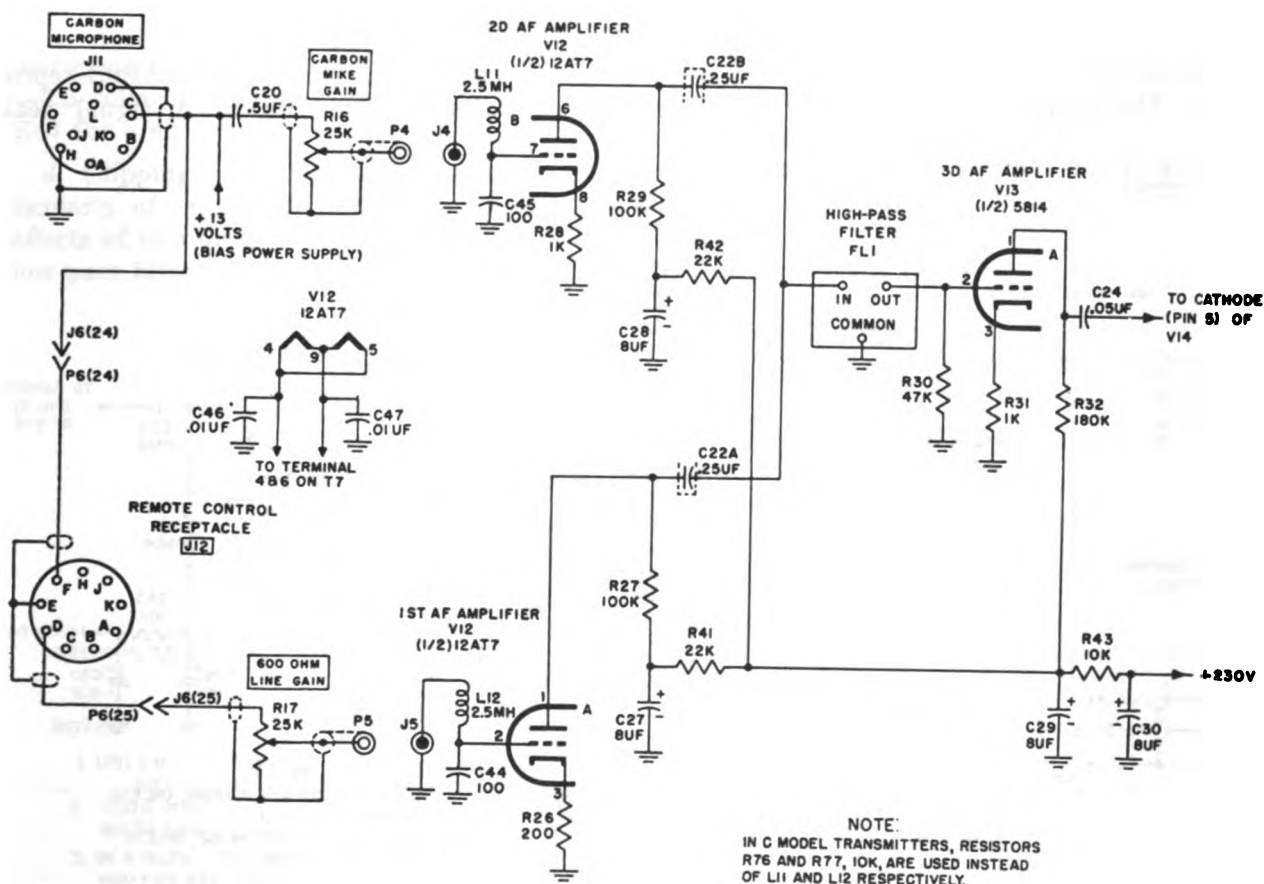 CARBON
MICROPHONE
J11
E D C
F L
J K B
H A
C20
.5UF
CARBON
MIKE
GAIN
R16
25K
P4
+13
VOLTS
(BIAS POWER SUPPLY)
J6(24)
P6(24)
V12
12AT7
4 9 5
C46
.01UF
C47
.01UF
TO TERMINAL
4&6 ON T7
REMOTE CONTROL
RECEPTACLE
J12
F H J
E K
D C B A
P6(25)
J6(25)
600 OHM
LINE GAIN
R17
25K
P5
2D AF AMPLIFIER
V12
(1/2) 12AT7
L11
2.5MH
J4
B
6
7
8
C45
100
R28
1K
R29
100K
C22B
.25UF
R42
22K
C28
8UF
+
-
HIGH-PASS
FILTER
FL1
IN OUT
COMMON
3D AF AMPLIFIER
V13
(1/2) 5814
1
A
2
3
R30
47K
R31
1K
R32
180K
C24
.05UF
TO CATHODE
(PIN 5) OF
V14
C22A
.25UF
1ST AF AMPLIFIER
V12
(1/2) 12AT7
L12
2.5MH
J5
1
A
2
3
C44
100
R26
200
R27
100K
R41
22K
C27
8UF
+
-
R43
10K
+230V
C29
8UF
+
-
C30
8UF
+
-
NOTE:
IN C MODEL TRANSMITTERS, RESISTORS
R76 AND R77, 10K, ARE USED INSTEAD
OF L11 AND L12 RESPECTIVELY.